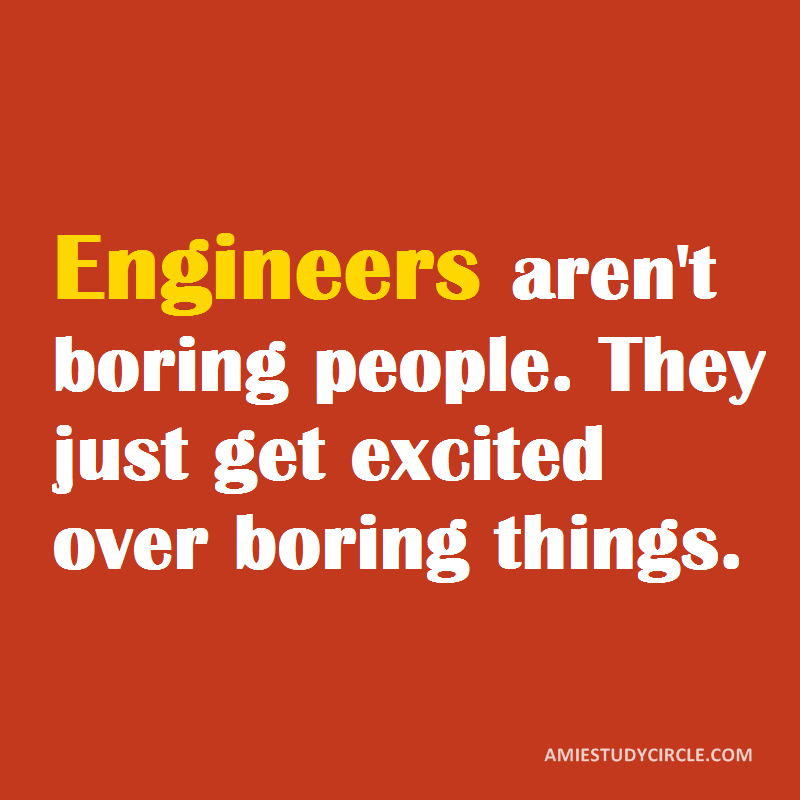 Engineers aren't
boring people. They
just get excited
over boring things.
AMIESTUDYCIRCLE.COM